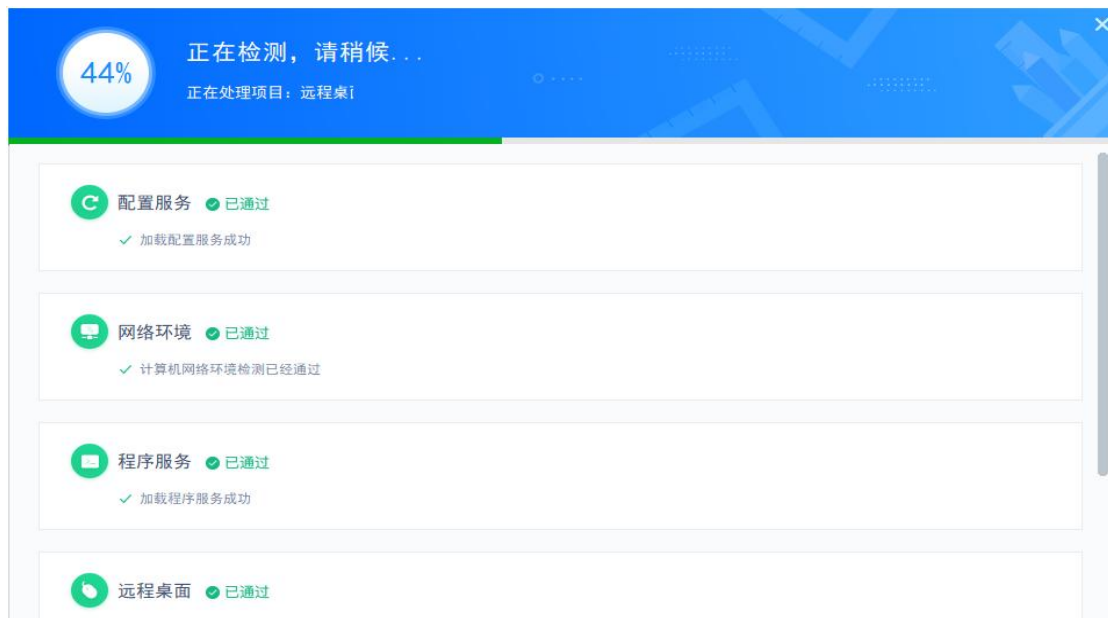 44%
正在检测，请稍候...
正在处理项目：远程桌
配置服务 已通过
加载配置服务成功
网络环境 已通过
计算机网络环境检测已经通过
程序服务 已通过
加载程序服务成功
远程桌面 已通过